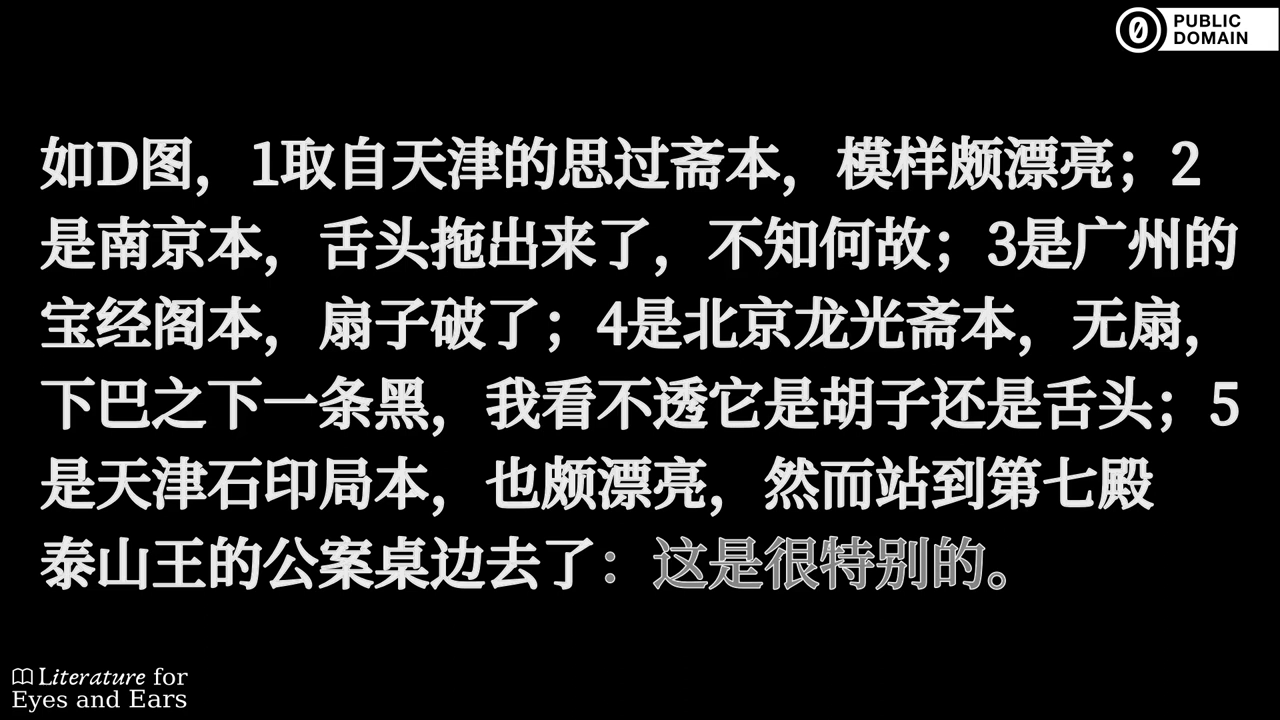 PUBLIC
DOMAIN
如D图，1取自天津的思过斋本，模样颇漂亮；2
是南京本，舌头拖出来了，不知何故；3是广州的
宝经阁本，扇子破了；4是北京龙光斋本，无扇，
下巴之下一条黑，我看不透它是胡子还是舌头；5
是天津石印局本，也颇漂亮，然而站到第七殿
泰山王的公案桌边去了：这是很特别的。
Literature for
Eyes and Ears